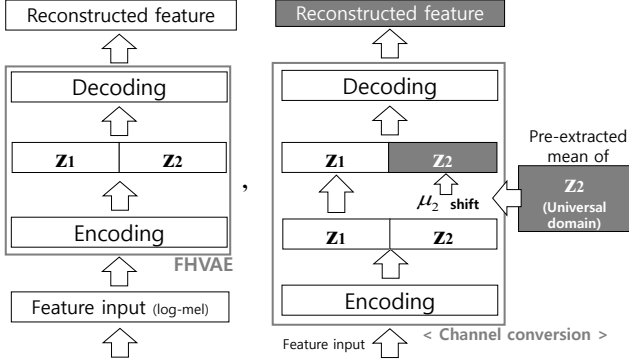 Reconstructed feature
Decoding
z1 z2
Encoding
FHVAE
Feature input (log-mel)
,
Reconstructed feature
Decoding
z1 z2
μ2 shift
z1 z2
Encoding
Feature input
< Channel conversion >
Pre-extracted
mean of
z2
(Universal
domain)